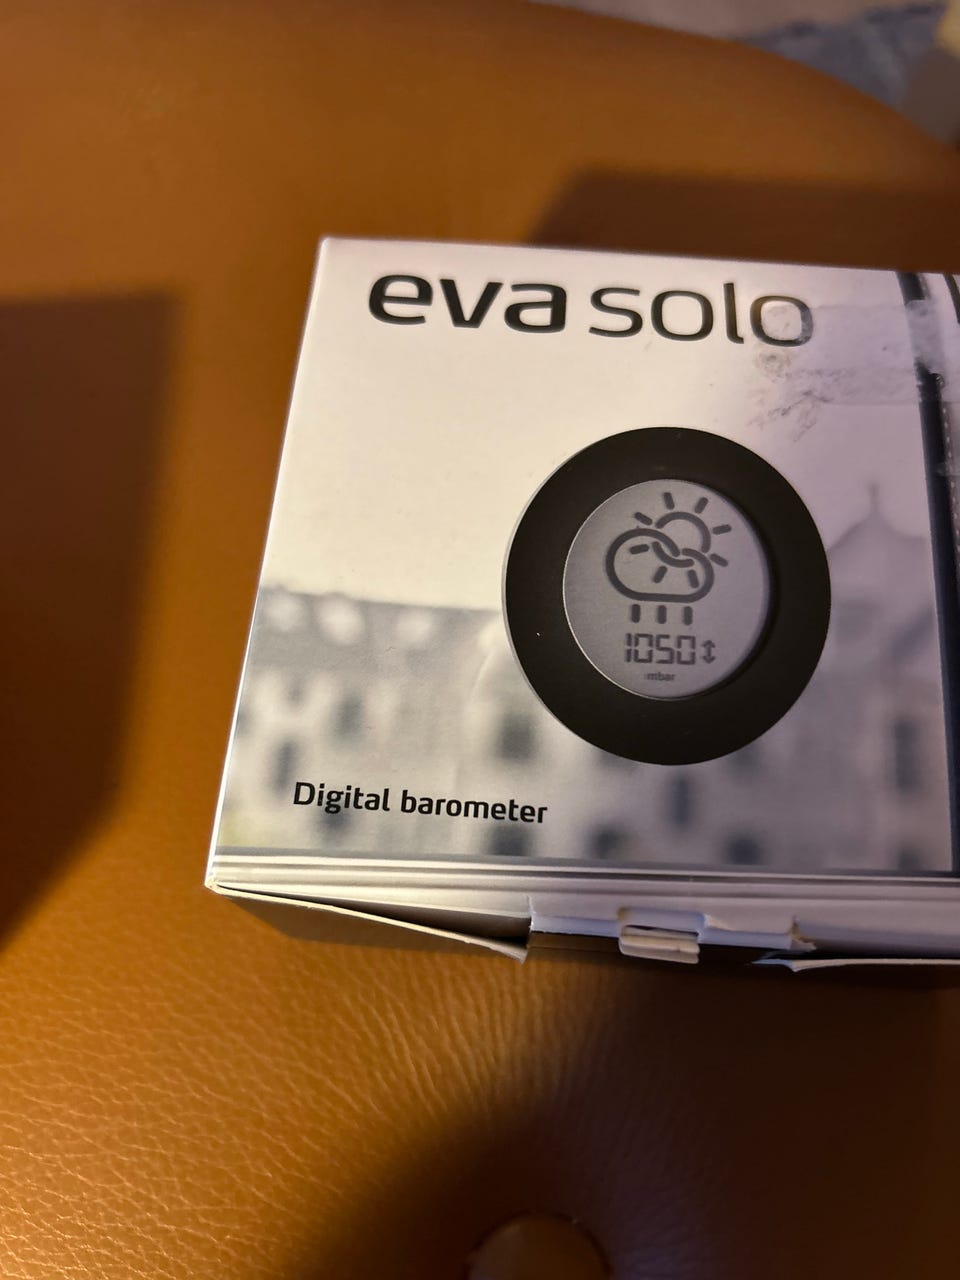 eva solo
1050
mbar
Digital barometer